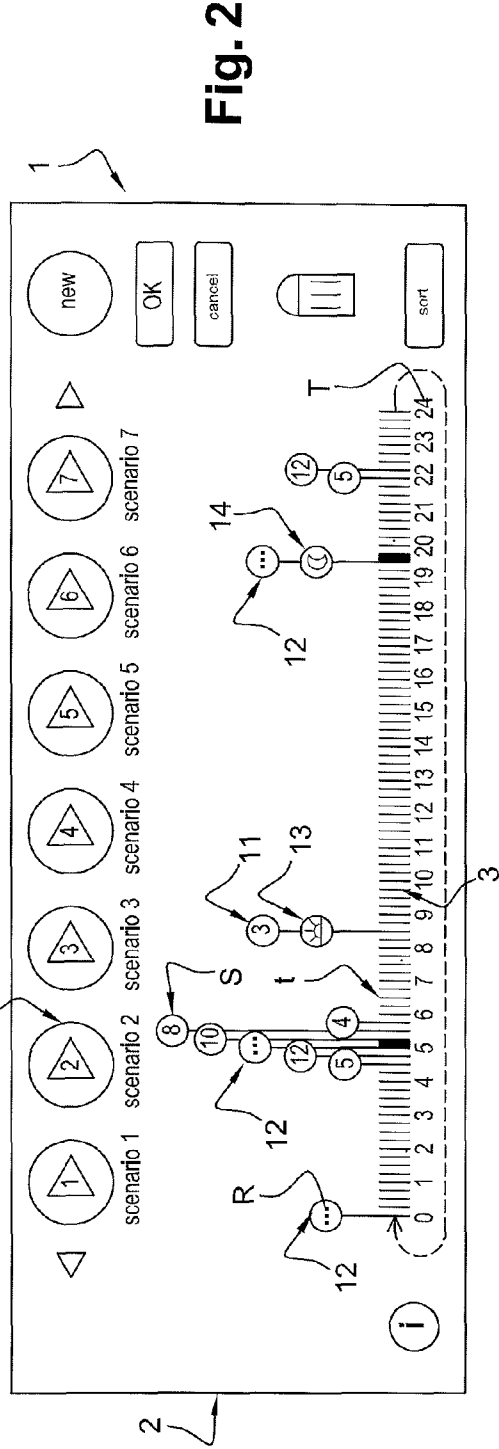 Fig. 2
1
2
1 2 3 4 5 6 7
new
scenario 1 scenario 2 scenario 3 scenario 4 scenario 5 scenario 6 scenario 7
OK
cancel
sort
8 S
10
... 12
12
5
4
t
11
3
13
14
... 12
12
5
R
... 12
T
i
0 1 2 3 4 5 6 7 8 9 10 11 12 13 14 15 16 17 18 19 20 21 22 23 24
3